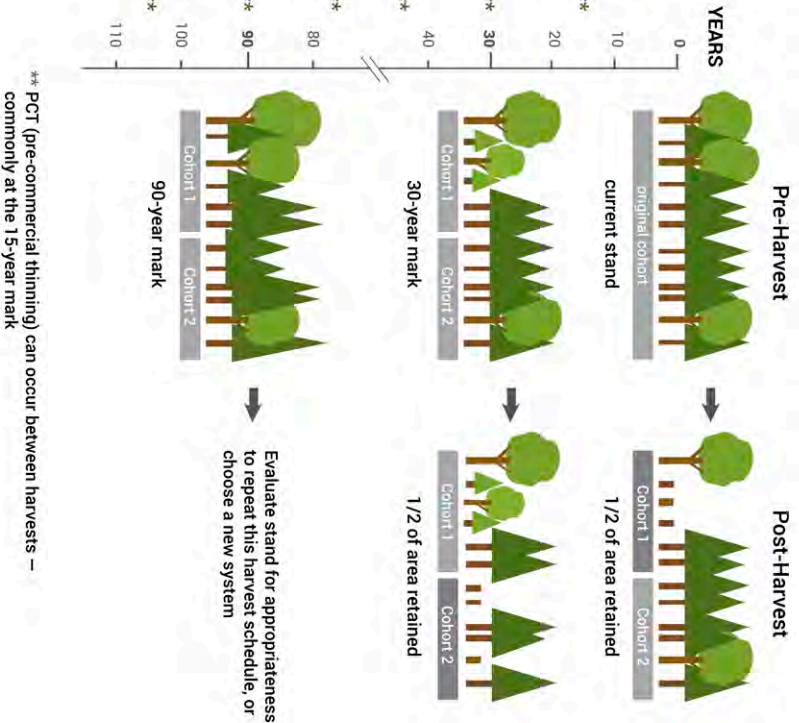 YEARS
Pre-Harvest
Post-Harvest
0
10
20
30
40
80
90
100
110
*
*
*
*
*
**
original cohort
current stand
Cohort 1
Cohort 2
1/2 of area retained
Cohort 1
Cohort 2
30-year mark
Cohort 1
Cohort 2
1/2 of area retained
Cohort 1
Cohort 2
90-year mark
Evaluate stand for appropriateness
to repeat this harvest schedule, or
choose a new system
** PCT (pre-commercial thinning) can occur between harvests –
commonly at the 15-year mark